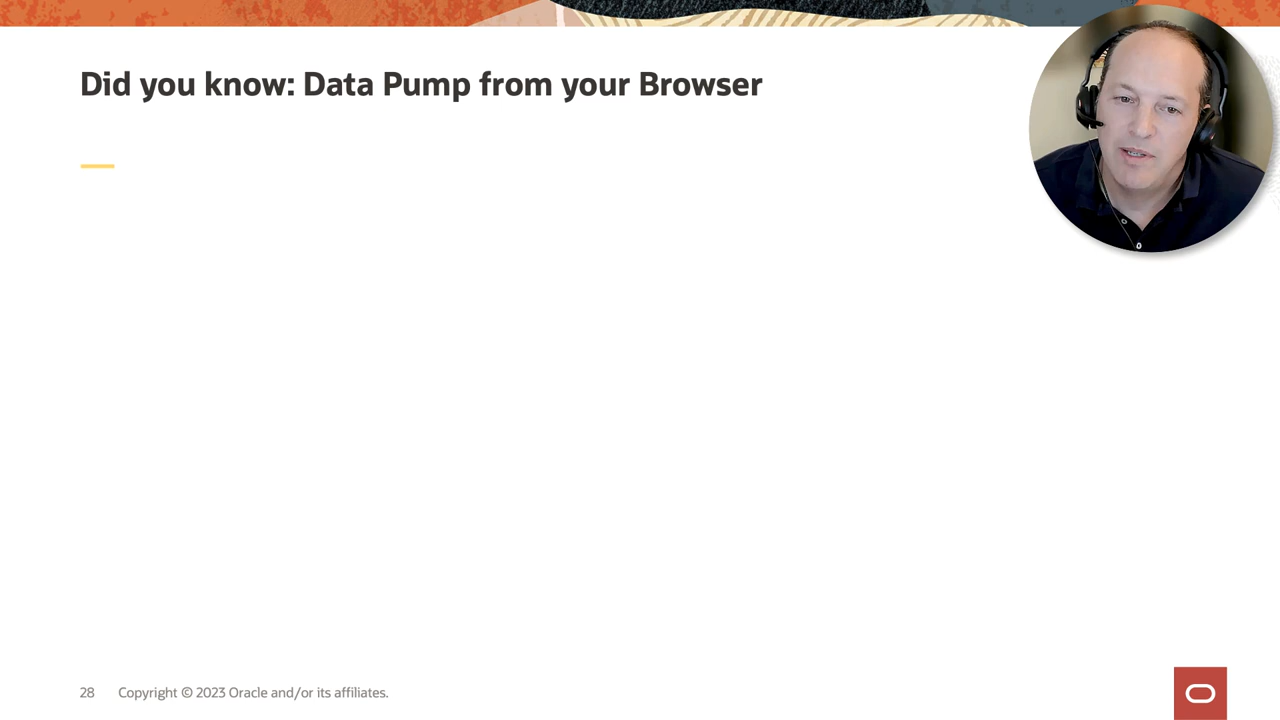 Did you know: Data Pump from your Browser
28 Copyright © 2023 Oracle and/or its affiliates.